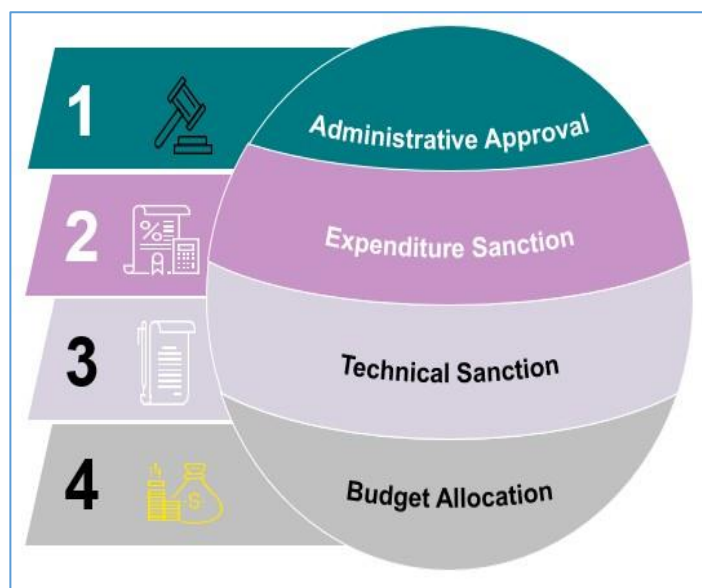 1
Administrative Approval
2
Expenditure Sanction
3
Technical Sanction
4
Budget Allocation